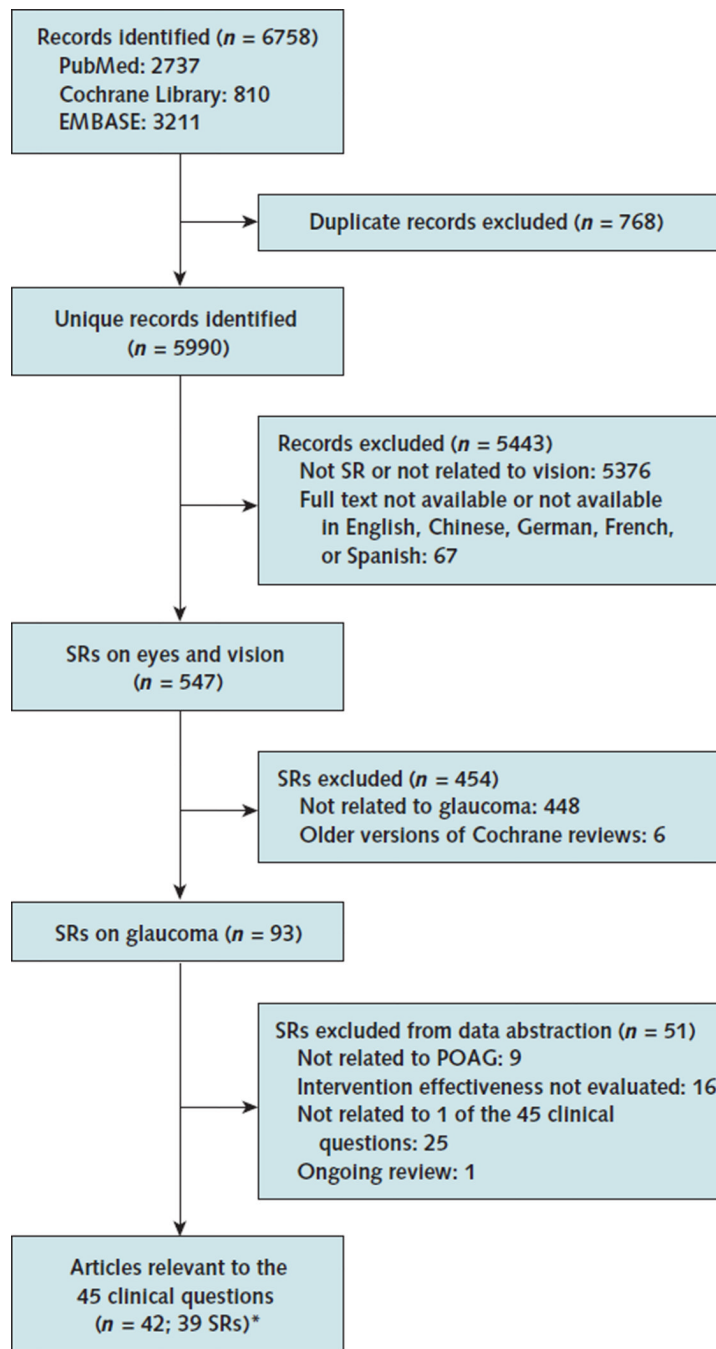 Records identified (n = 6758)
PubMed: 2737
Cochrane Library: 810
EMBASE: 3211
Duplicate records excluded (n = 768)
Unique records identified
(n = 5990)
Records excluded (n = 5443)
Not SR or not related to vision: 5376
Full text not available or not available
in English, Chinese, German, French,
or Spanish: 67
SRs on eyes and vision
(n = 547)
SRs excluded (n = 454)
Not related to glaucoma: 448
Older versions of Cochrane reviews: 6
SRs on glaucoma (n = 93)
SRs excluded from data abstraction (n = 51)
Not related to POAG: 9
Intervention effectiveness not evaluated: 16
Not related to 1 of the 45 clinical
questions: 25
Ongoing review: 1
Articles relevant to the
45 clinical questions
(n = 42; 39 SRs)*